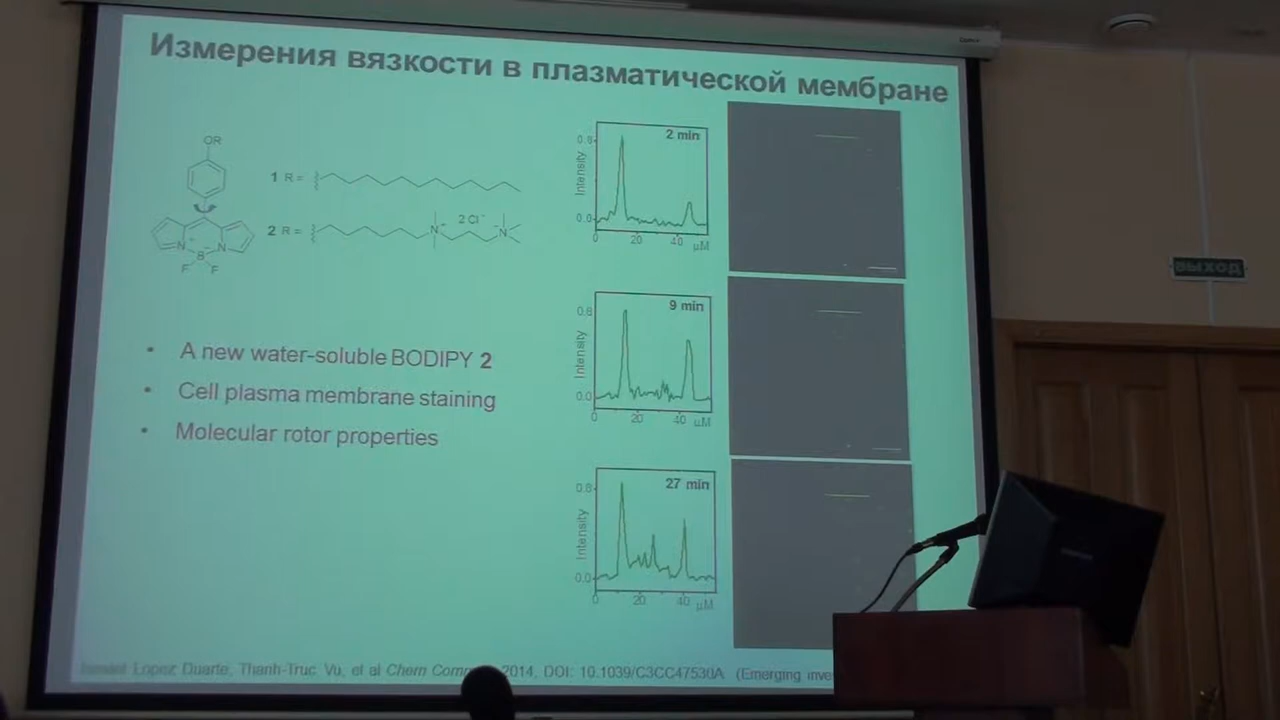 Измерения вязкости в плазматической мембране
OR
1 R =
2 R =
N
2 Cl
N
N
N
B
F
F
A new water-soluble BODIPY 2
Cell plasma membrane staining
Molecular rotor properties
2 min
Intensity
0.8
0.0
0
20
40
µM
9 min
Intensity
0.8
0.0
0
20
40
µM
27 min
Intensity
0.8
0.0
0
20
40
µM
Lopez Duarte, Thanh-Truc Vu, et al Chem 2014, DOI: 10.1039/C3CC47530A (Emerging
ВЫХОД